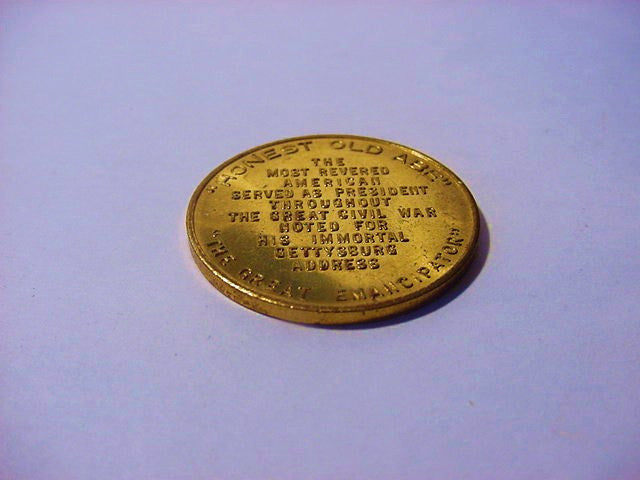 "HONEST OLD ABE"
THE
MOST REVERED
AMERICAN
SERVED AS PRESIDENT
THROUGHOUT
THE GREAT CIVIL WAR
NOTED FOR
HIS IMMORTAL
GETTYSBURG
ADDRESS
"THE GREAT EMANCIPATOR"